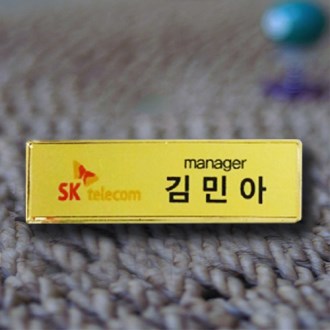 SK telecom
manager
김민아